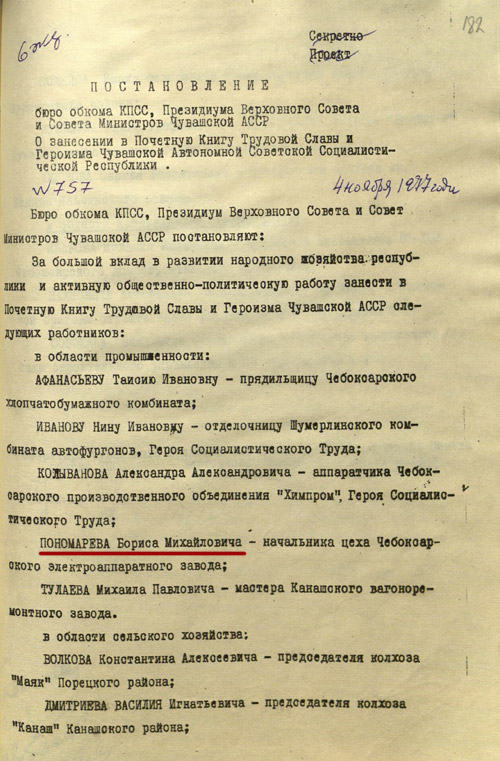 182
6 экз.
Секретно
Проект
ПОСТАНОВЛЕНИЕ
бюро обкома КПСС, Президиума Верховного Совета
и Совета Министров Чувашской АССР
О занесении в Почетную Книгу Трудовой Славы и
Героизма Чувашской Автономной Советской Социалисти-
ческой Республики .
№757
4 ноября 1977 года
Бюро обкома КПСС, Президиум Верховного Совета и Совет
Министров Чувашской АССР постановляют:
За большой вклад в развитии народного хозяйства респуб-
лики и активную общественно-политическую работу занести в
Почетную Книгу Трудовой Славы и Героизма Чувашской АССР сле-
дующих работников:
в области промышленности:
АФАНАСЬЕВУ Таисию Ивановну - прядильщицу Чебоксарского
хлопчатобумажного комбината;
ИВАНОВУ Нину Ивановну - отделочницу Шумерлинского ком-
бината автофургонов, Героя Социалистического Труда;
КОЛЫВАНОВА Александра Александровича - аппаратчика Чебок-
сарского производственного объединения "Химпром", Героя Социалис-
тического Труда;
ПОНОМАРЕВА Бориса Михайловича - начальника цеха Чебоксар-
ского электроаппаратного завода;
ТУЛАЕВА Михаила Павловича - мастера Канашского вагоноре-
монтного завода.
в области сельского хозяйства:
ВОЛКОВА Константина Алексеевича - председателя колхоза
"Маяк" Порецкого района;
ДМИТРИЕВА ВАСИЛИЯ Игнатьевича - председателя колхоза
"Канаш" Канашского района;